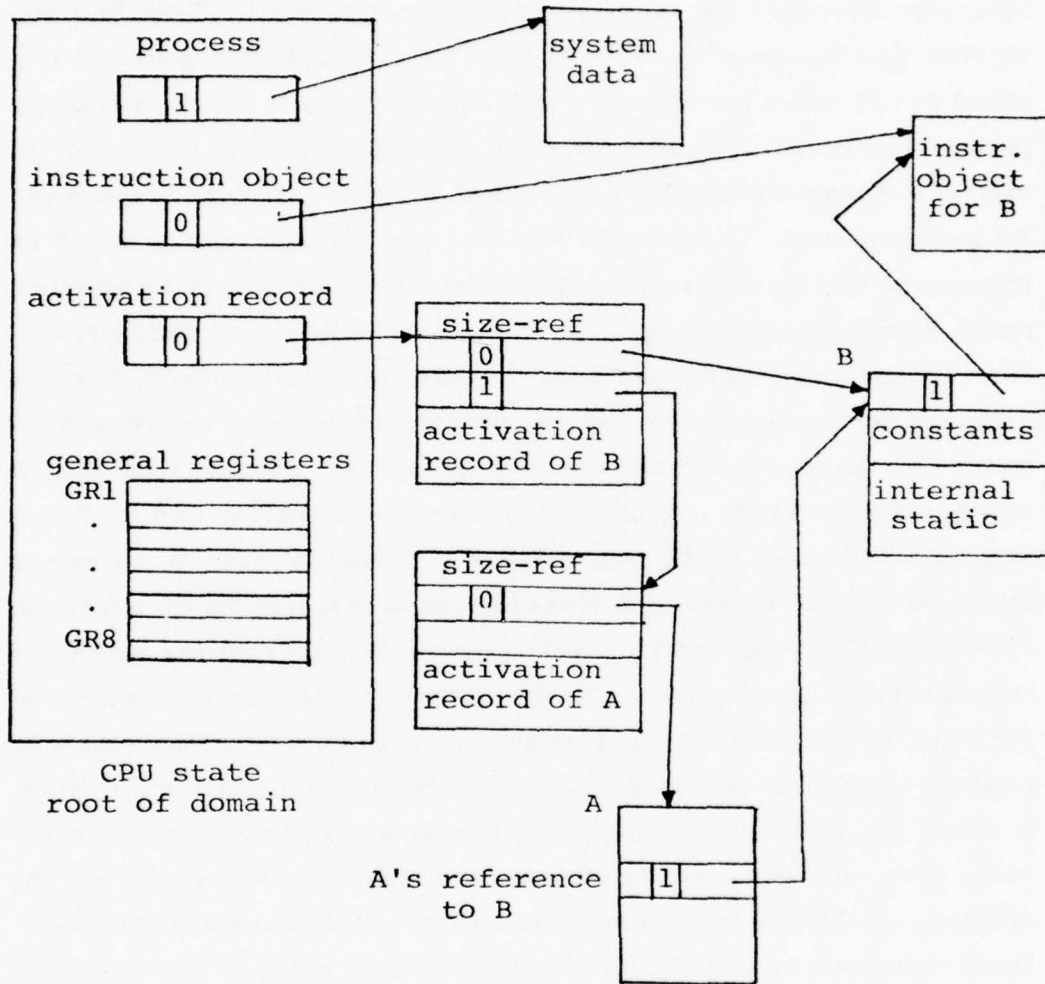 process
1
system
data
instruction object
0
instr.
object
for B
activation record
0
size-ref
0
1
activation
record of B
B
1
constants
internal
static
general registers
GR1
.
.
GR8
size-ref
0
activation
record of A
CPU state
root of domain
A
A's reference
to B
1